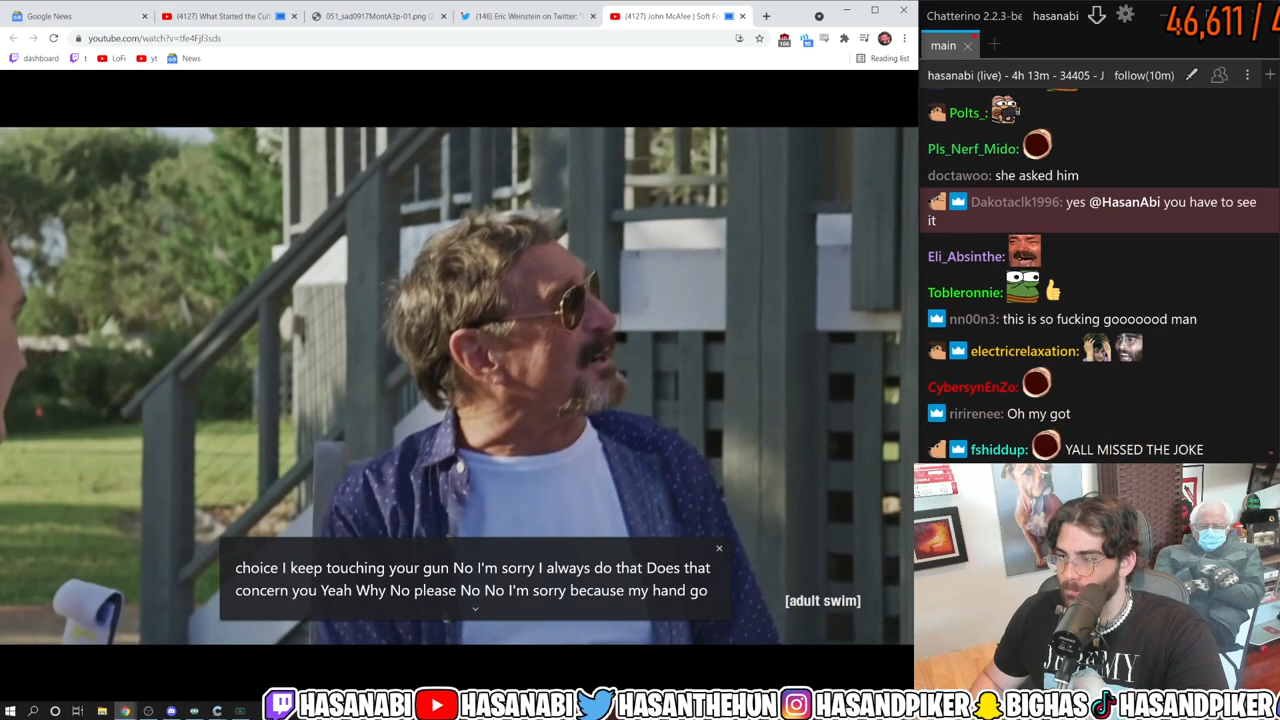 Google News
(4127) What Started the Cult
051_sad0917MontA3p-01.png (
(146) Eric Weinstein on Twitter: "
(4127) John McAfee | Soft Fo
youtube.com/watch?v=tfe4Fjf3sds
dashboard
t
LoFi
yt
News
Reading list
choice I keep touching your gun No I'm sorry I always do that Does that
concern you Yeah Why No please No No I'm sorry because my hand go
[adult swim]
Chatterino 2.2.3-be
hasanabi
46,611 / 4
main
hasanabi (live) - 4h 13m - 34405 - J
follow(10m)
Polts_:
Pls_Nerf_Mido:
doctawoo: she asked him
Dakotaclk1996: yes @HasanAbi you have to see
it
Eli_Absinthe:
Tobleronnie:
nn00n3: this is so fucking gooooood man
electricrelaxation:
CybersynEnZo:
ririrenee: Oh my got
fshiddup: YALL MISSED THE JOKE
HASANABI
HASANABI
HASANTHEHUN
HASANDPIKER
BIGHAS
HASANDPIKER